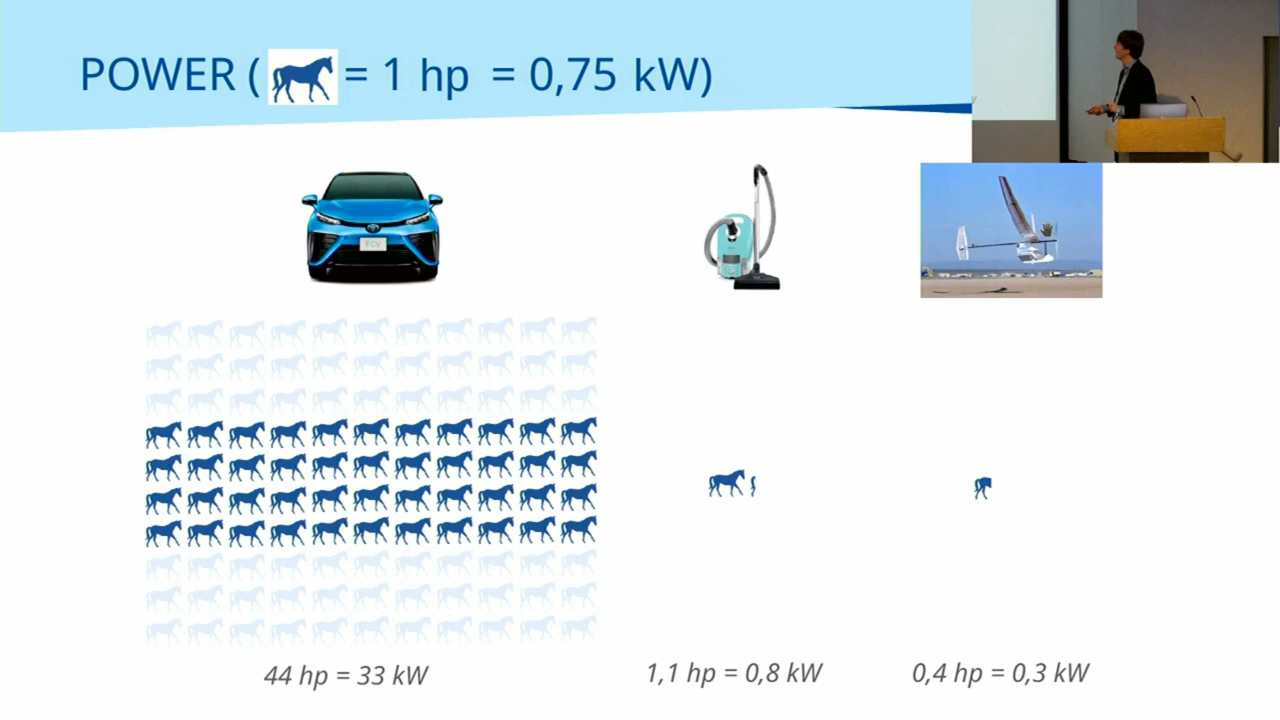 POWER ( = 1 hp = 0,75 kW)
FCV
44 hp = 33 kW
1,1 hp = 0,8 kW
0,4 hp = 0,3 kW